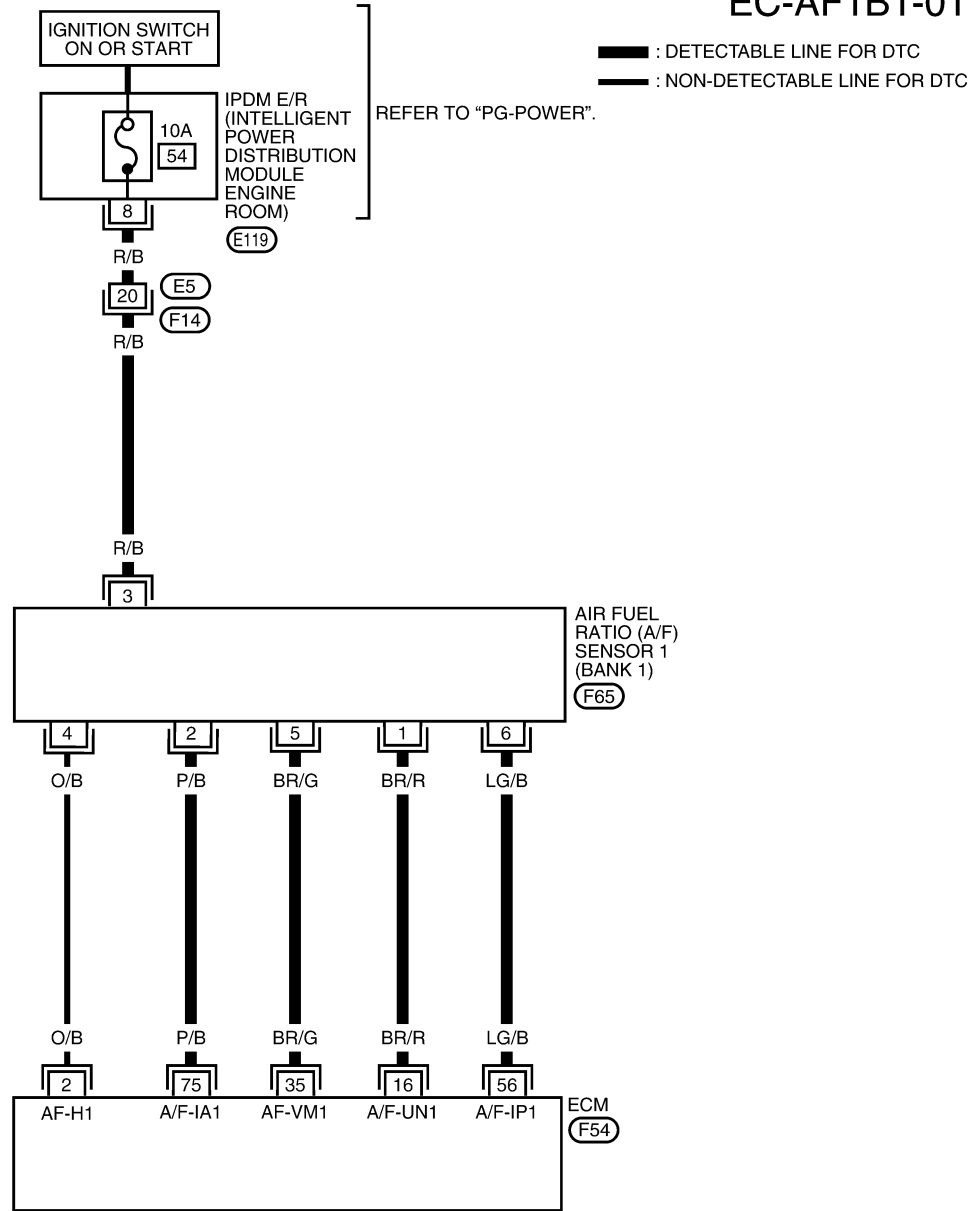 EC-AF1B1-01
IGNITION SWITCH
ON OR START
: DETECTABLE LINE FOR DTC
: NON-DETECTABLE LINE FOR DTC
10A
54
IPDM E/R
(INTELLIGENT
POWER
DISTRIBUTION
MODULE
ENGINE
ROOM)
E119
REFER TO “PG-POWER”.
8
R/B
20
E5
F14
R/B
R/B
3
AIR FUEL
RATIO (A/F)
SENSOR 1
(BANK 1)
F65
4 2 5 1 6
O/B P/B BR/G BR/R LG/B
O/B P/B BR/G BR/R LG/B
2 75 35 16 56
AF-H1 A/F-IA1 AF-VM1 A/F-UN1 A/F-IP1
ECM
F54